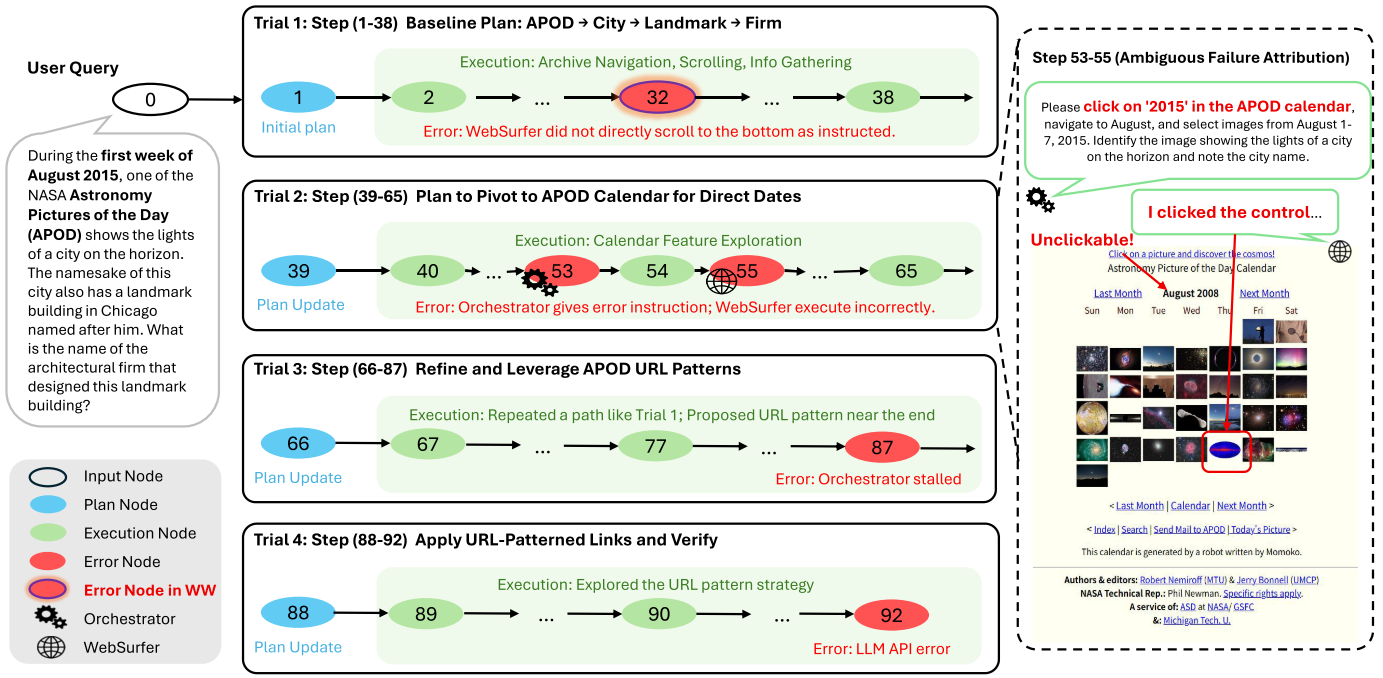 User Query
0
During the first week of
August 2015, one of the
NASA Astronomy
Pictures of the Day
(APOD) shows the lights
of a city on the horizon.
The namesake of this
city also has a landmark
building in Chicago
named after him. What
is the name of the
architectural firm that
designed this landmark
building?
Input Node
Plan Node
Execution Node
Error Node
Error Node in WW
Orchestrator
WebSurfer
Trial 1: Step (1-38) Baseline Plan: APOD → City → Landmark → Firm
Execution: Archive Navigation, Scrolling, Info Gathering
1 2 ... 32 ... 38
Initial plan
Error: WebSurfer did not directly scroll to the bottom as instructed.
Trial 2: Step (39-65) Plan to Pivot to APOD Calendar for Direct Dates
Execution: Calendar Feature Exploration
39 40 ... 53 54 55 ... 65
Plan Update
Error: Orchestrator gives error instruction; WebSurfer execute incorrectly.
Trial 3: Step (66-87) Refine and Leverage APOD URL Patterns
Execution: Repeated a path like Trial 1; Proposed URL pattern near the end
66 67 ... 77 ... 87
Plan Update
Error: Orchestrator stalled
Trial 4: Step (88-92) Apply URL-Patterned Links and Verify
Execution: Explored the URL pattern strategy
88 89 ... 90 ... 92
Plan Update
Error: LLM API error
Step 53-55 (Ambiguous Failure Attribution)
Please click on '2015' in the APOD calendar,
navigate to August, and select images from August 1-
7, 2015. Identify the image showing the lights of a city
on the horizon and note the city name.
I clicked the control...
Unclickable!
Click on a picture and discover the cosmos!
Astronomy Picture of the Day Calendar
Last Month August 2008 Next Month
Sun Mon Tue Wed Thu Fri Sat
< Last Month | Calendar | Next Month >
< Index | Search | Send Mail to APOD | Today's Picture >
This calendar is generated by a robot written by Momoko.
Authors & editors: Robert Nemiroff (MTU) & Jerry Bonnell (UMCP)
NASA Technical Rep.: Phil Newman. Specific rights apply.
A service of: ASD at NASA/ GSFC
&: Michigan Tech. U.